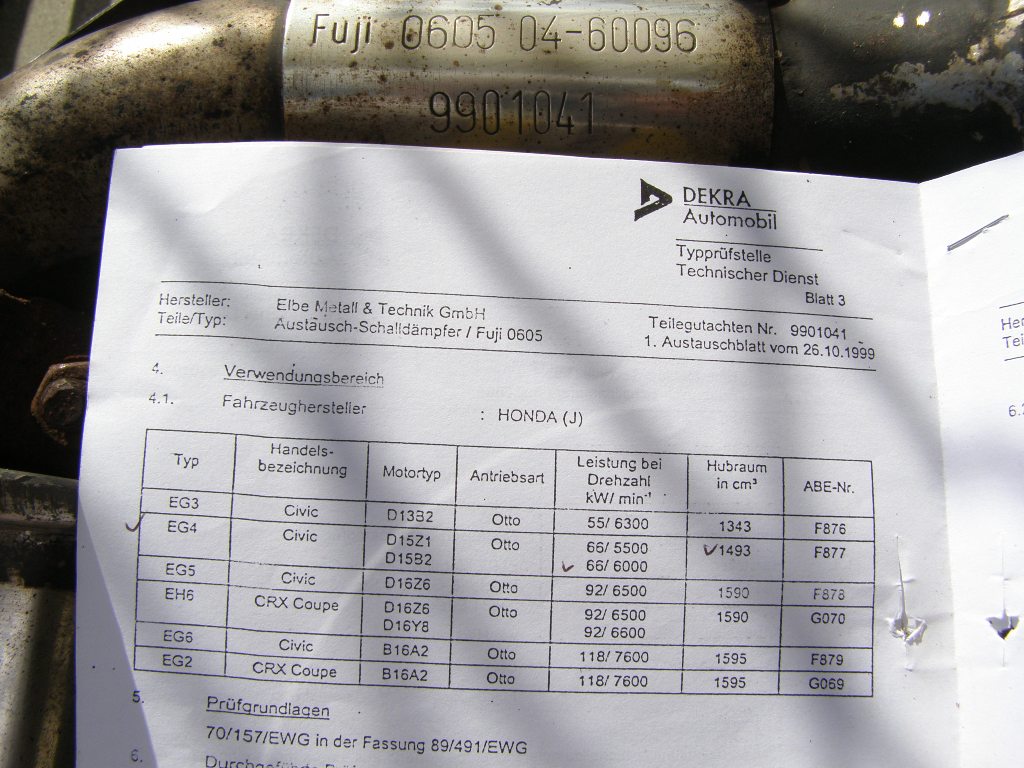 Fuji 0605 04-60096
9901041
DEKRA
Automobil
Typprüfstelle
Technischer Dienst
Blatt 3
Hersteller: Elbe Metall & Technik GmbH
Teile/Typ: Austausch-Schalldämpfer / Fuji 0605
Teilegutachten Nr. 9901041
1. Austauschblatt vom 26.10.1999
4. Verwendungsbereich
4.1. Fahrzeughersteller : HONDA (J)
Typ Handels-bezeichnung Motortyp Antriebsart Leistung bei Drehzahl kW/ min⁻¹ Hubraum in cm³ ABE-Nr.
EG3 Civic D13B2 Otto 55/ 6300 1343 F876
EG4 Civic D15Z1 Otto 66/ 5500 1493 F877
D15B2 66/ 6000
EG5 Civic D16Z6 Otto 92/ 6500 1590 F878
EH6 CRX Coupe D16Z6 Otto 92/ 6500 1590 G070
D16Y8 92/ 6600
EG6 Civic B16A2 Otto 118/ 7600 1595 F879
EG2 CRX Coupe B16A2 Otto 118/ 7600 1595 G069
5. Prüfgrundlagen
70/157/EWG in der Fassung 89/491/EWG
6.
Her
Tei